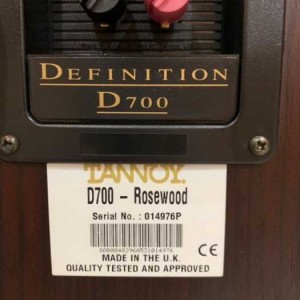 DEFINITION
D700
TANNOY.
D700 – Rosewood
Serial No. : 014976P
MADE IN THE U.K.
QUALITY TESTED AND APPROVED
CE